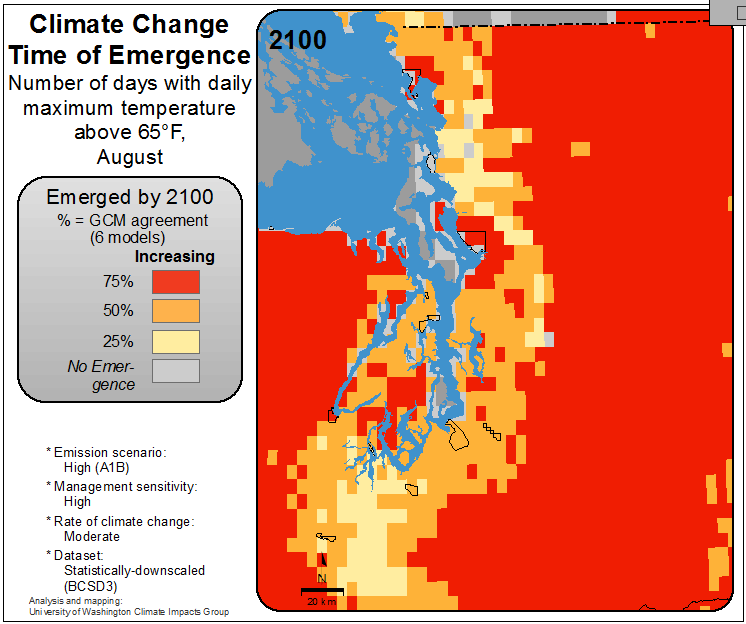 Climate Change
Time of Emergence
Number of days with daily
maximum temperature
above 65°F,
August
Emerged by 2100
% = GCM agreement
(6 models)
Increasing
75%
50%
25%
No Emer-
gence
* Emission scenario:
High (A1B)
* Management sensitivity:
High
* Rate of climate change:
Moderate
* Dataset:
Statistically-downscaled
(BCSD3)
Analysis and mapping:
University of Washington Climate Impacts Group
2100
N
20 km